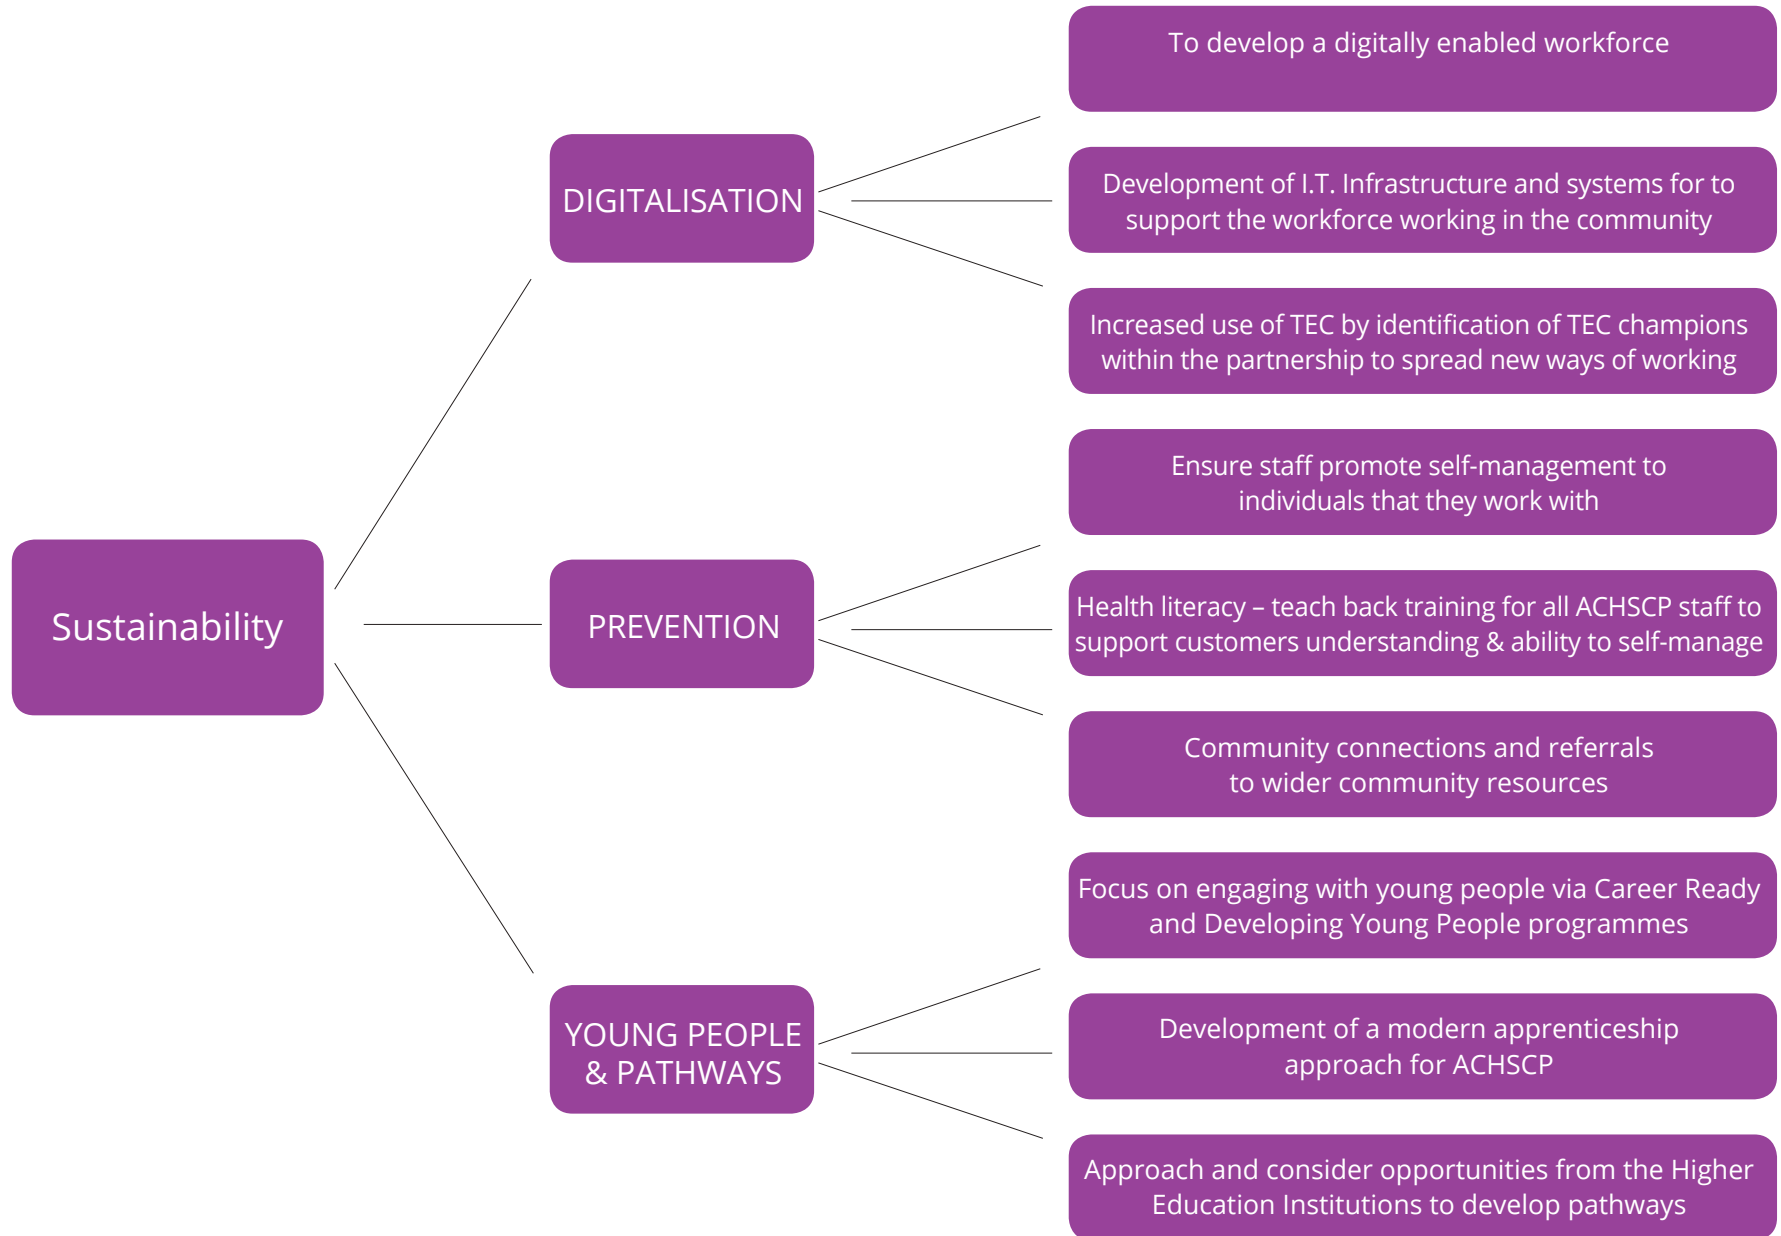 Sustainability
DIGITALISATION
To develop a digitally enabled workforce
Development of I.T. Infrastructure and systems for to
support the workforce working in the community
Increased use of TEC by identification of TEC champions
within the partnership to spread new ways of working
PREVENTION
Ensure staff promote self-management to
individuals that they work with
Health literacy – teach back training for all ACHSCP staff to
support customers understanding & ability to self-manage
Community connections and referrals
to wider community resources
YOUNG PEOPLE
& PATHWAYS
Focus on engaging with young people via Career Ready
and Developing Young People programmes
Development of a modern apprenticeship
approach for ACHSCP
Approach and consider opportunities from the Higher
Education Institutions to develop pathways